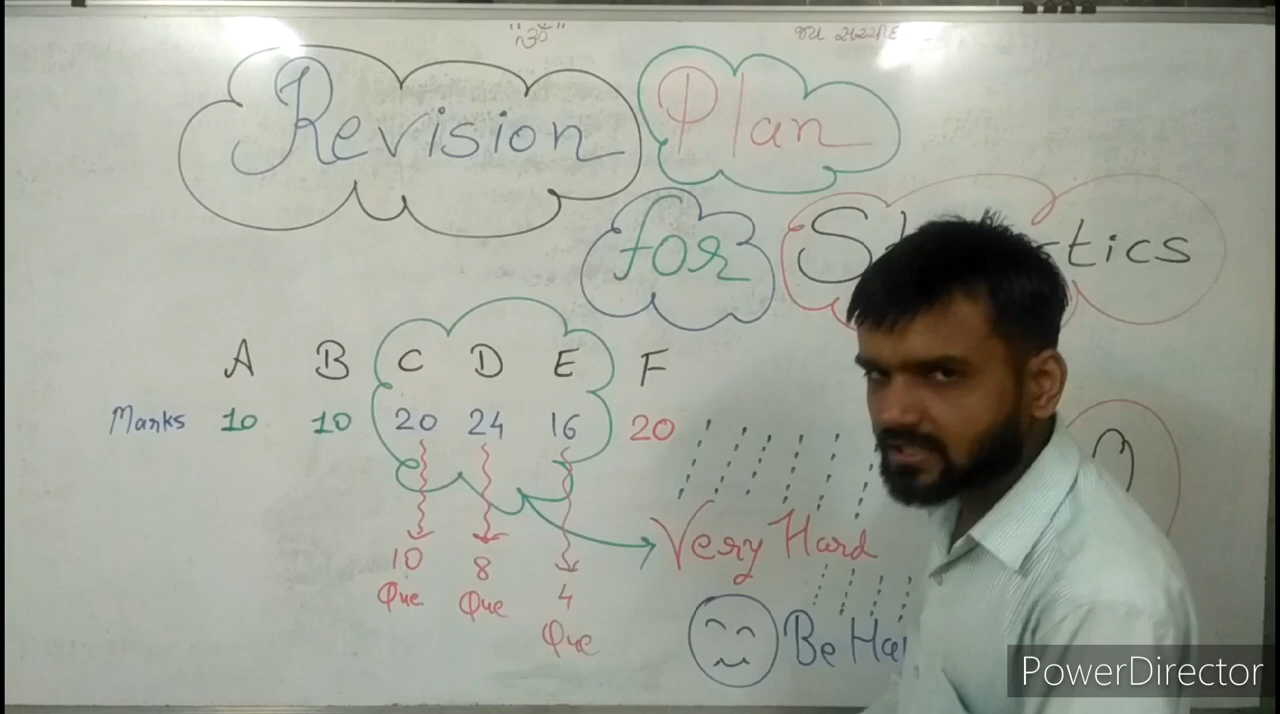 "ॐ"
Revision Plan
for
A B C D E F
Marks 10 10 20 24 16 20
10 8 4
Que Que Que
Very Hard
Be
PowerDirector